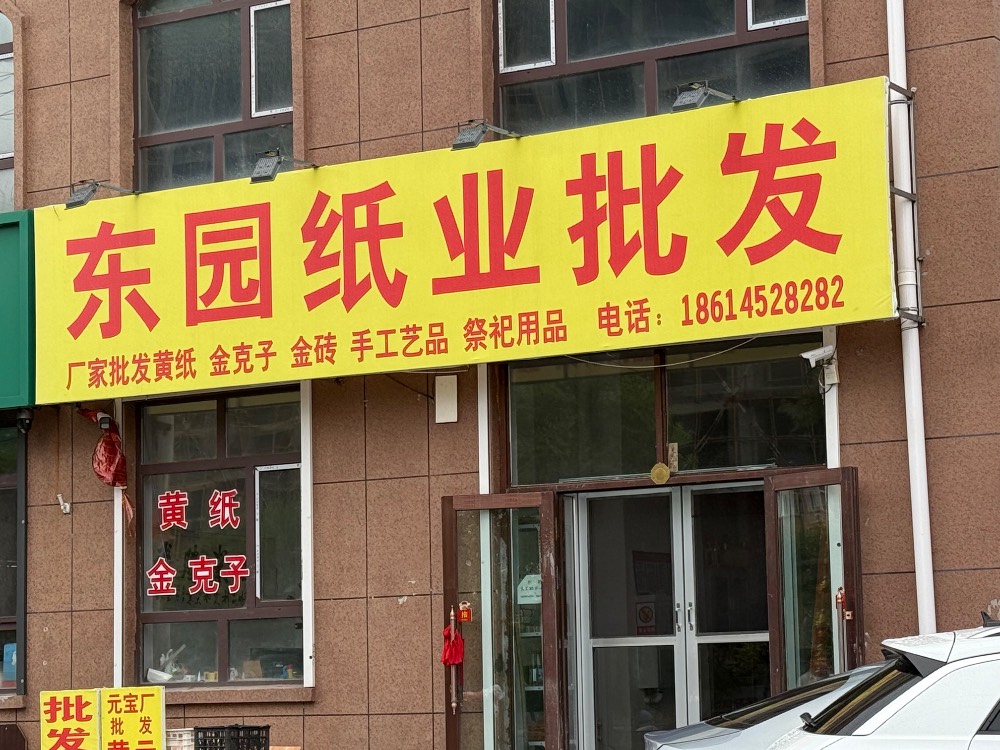 东园纸业批发
厂家批发黄纸 金克子 金砖 手工艺品 祭祀用品 电话：18614528282
黄 纸
金 克子
批发
元宝厂
批 发